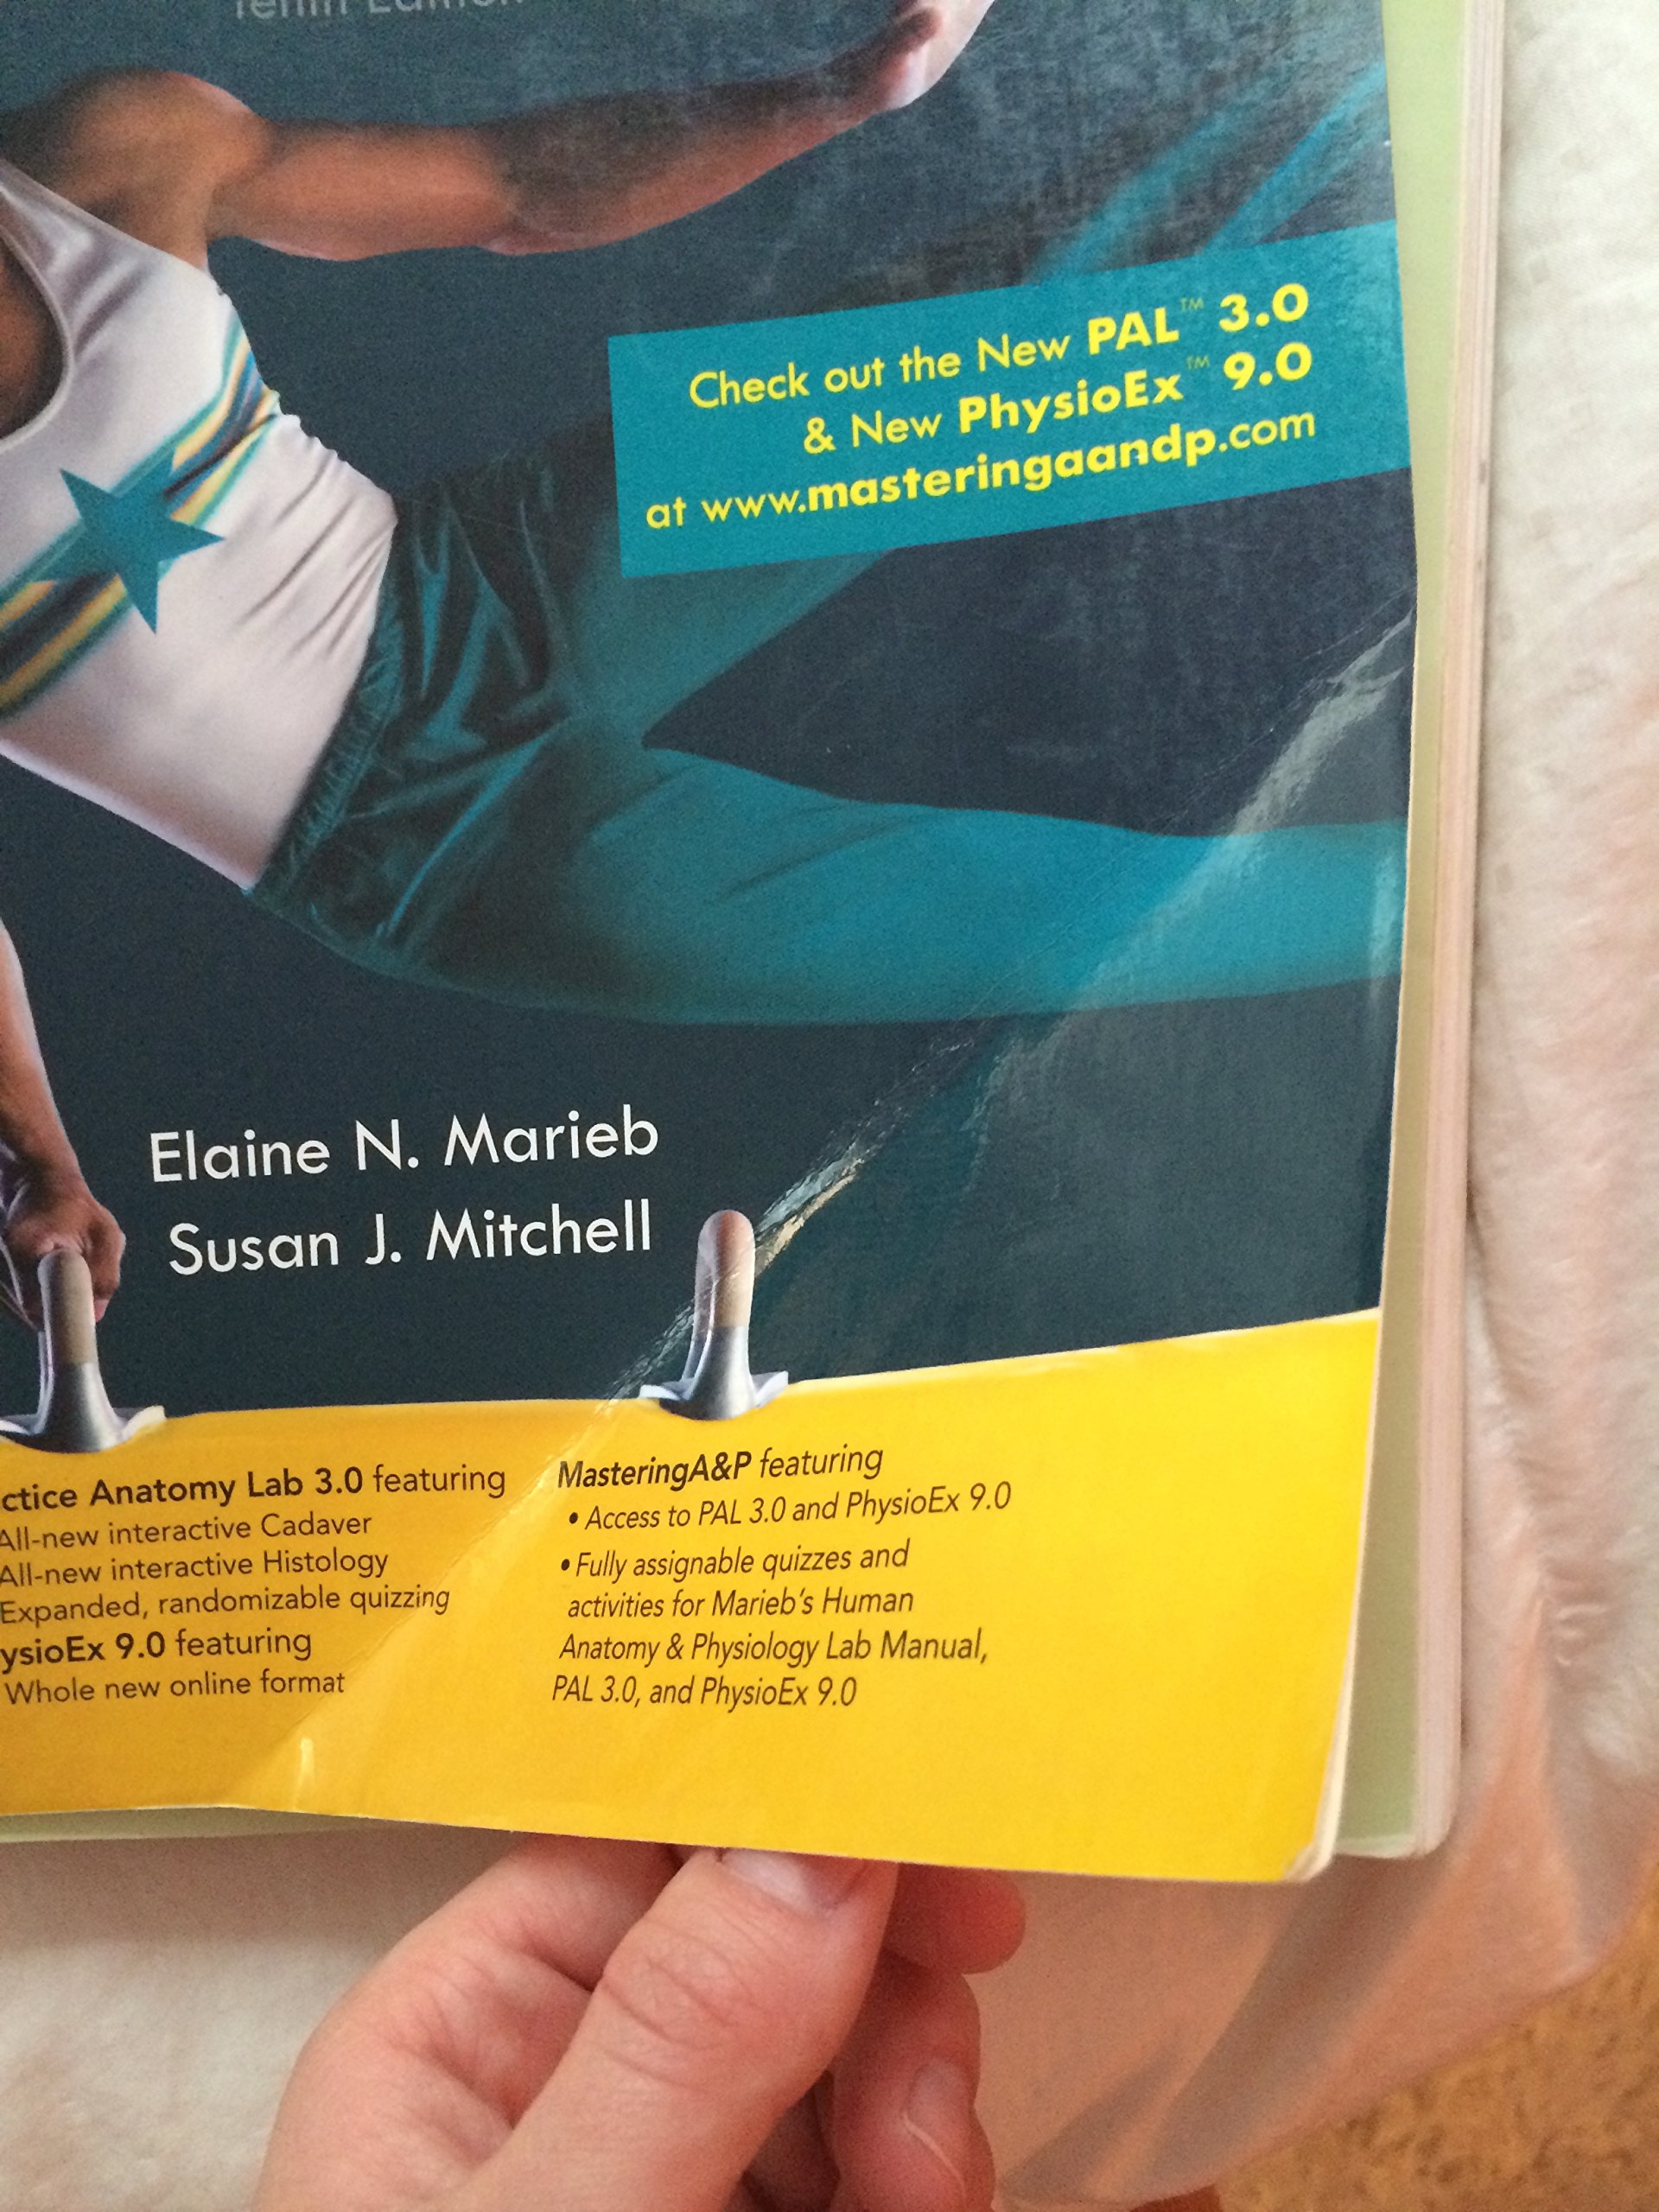 Tenth Edition
Check out the New PAL™ 3.0
& New PhysioEx™ 9.0
at www.masteringaandp.com
Elaine N. Marieb
Susan J. Mitchell
ctice Anatomy Lab 3.0 featuring
All-new interactive Cadaver
All-new interactive Histology
Expanded, randomizable quizzing
ysioEx 9.0 featuring
Whole new online format
MasteringA&P featuring
• Access to PAL 3.0 and PhysioEx 9.0
• Fully assignable quizzes and
activities for Marieb's Human
Anatomy & Physiology Lab Manual,
PAL 3.0, and PhysioEx 9.0